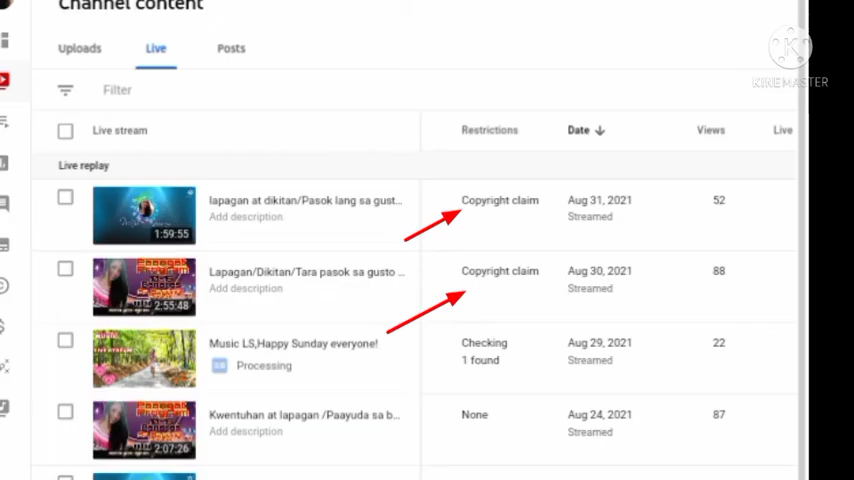 Channel content
Uploads
Live
Posts
KINEMASTER
Filter
Live stream
Restrictions
Date
Views
Live
Live replay
lapagan at dikitan/Pasok lang sa gust...
Add description
1:59:55
Copyright claim
Aug 31, 2021
Streamed
52
Lapagan/Dikitan/Tara pasok sa gusto ...
Add description
2:55:48
Copyright claim
Aug 30, 2021
Streamed
88
Music LS,Happy Sunday everyone!
Processing
Checking
1 found
Aug 29, 2021
Streamed
22
Kwentuhan at lapagan /Paayuda sa b...
Add description
2:07:26
None
Aug 24, 2021
Streamed
87